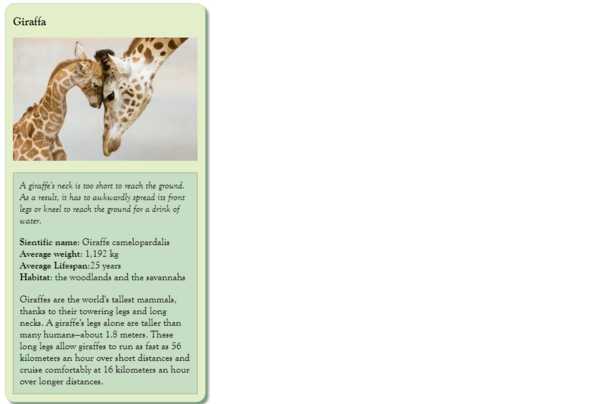 Giraffa
A giraffe's neck is too short to reach the ground.
As a result, it has to awkwardly spread its front
legs or kneel to reach the ground for a drink of
water.
Sientific name: Giraffe camelopardalis
Average weight: 1,192 kg
Average Lifespan:25 years
Habitat: the woodlands and the savannahs
Giraffes are the world's tallest mammals,
thanks to their towering legs and long
necks. A giraffe's legs alone are taller than
many humans—about 1.8 meters. These
long legs allow giraffes to run as fast as 56
kilometers an hour over short distances and
cruise comfortably at 16 kilometers an hour
over longer distances.